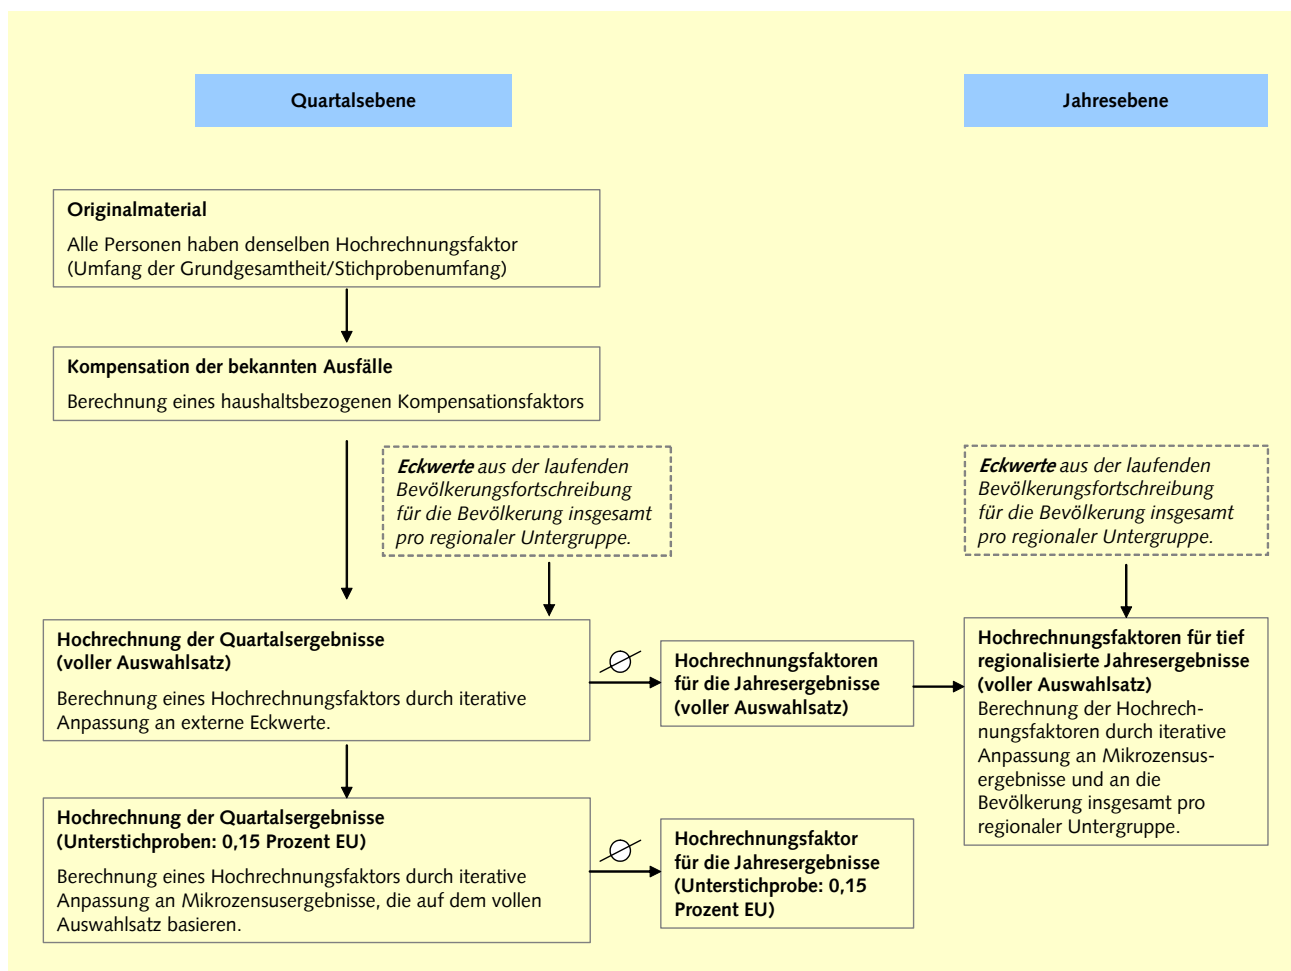 Quartalsebene
Jahresebene
Originalmaterial
Alle Personen haben denselben Hochrechnungsfaktor
(Umfang der Grundgesamtheit/Stichprobenumfang)
Kompensation der bekannten Ausfälle
Berechnung eines haushaltsbezogenen Kompensationsfaktors
Eckwerte aus der laufenden
Bevölkerungsfortschreibung
für die Bevölkerung insgesamt
pro regionaler Untergruppe.
Eckwerte aus der laufenden
Bevölkerungsfortschreibung
für die Bevölkerung insgesamt
pro regionaler Untergruppe.
Hochrechnung der Quartalsergebnisse
(voller Auswahlsatz)
Berechnung eines Hochrechnungsfaktors durch iterative
Anpassung an externe Eckwerte.
Hochrechnungsfaktoren
für die Jahresergebnisse
(voller Auswahlsatz)
Hochrechnungsfaktoren für tief
regionalisierte Jahresergebnisse
(voller Auswahlsatz)
Berechnung der Hochrech-
nungsfaktoren durch iterative
Anpassung an Mikrozensus-
ergebnisse und an die
Bevölkerung insgesamt pro
regionaler Untergruppe.
Hochrechnung der Quartalsergebnisse
(Unterstichproben: 0,15 Prozent EU)
Berechnung eines Hochrechnungsfaktors durch iterative
Anpassung an Mikrozensusergebnisse, die auf dem vollen
Auswahlsatz basieren.
Hochrechnungsfaktor
für die Jahresergebnisse
(Unterstichprobe: 0,15
Prozent EU)